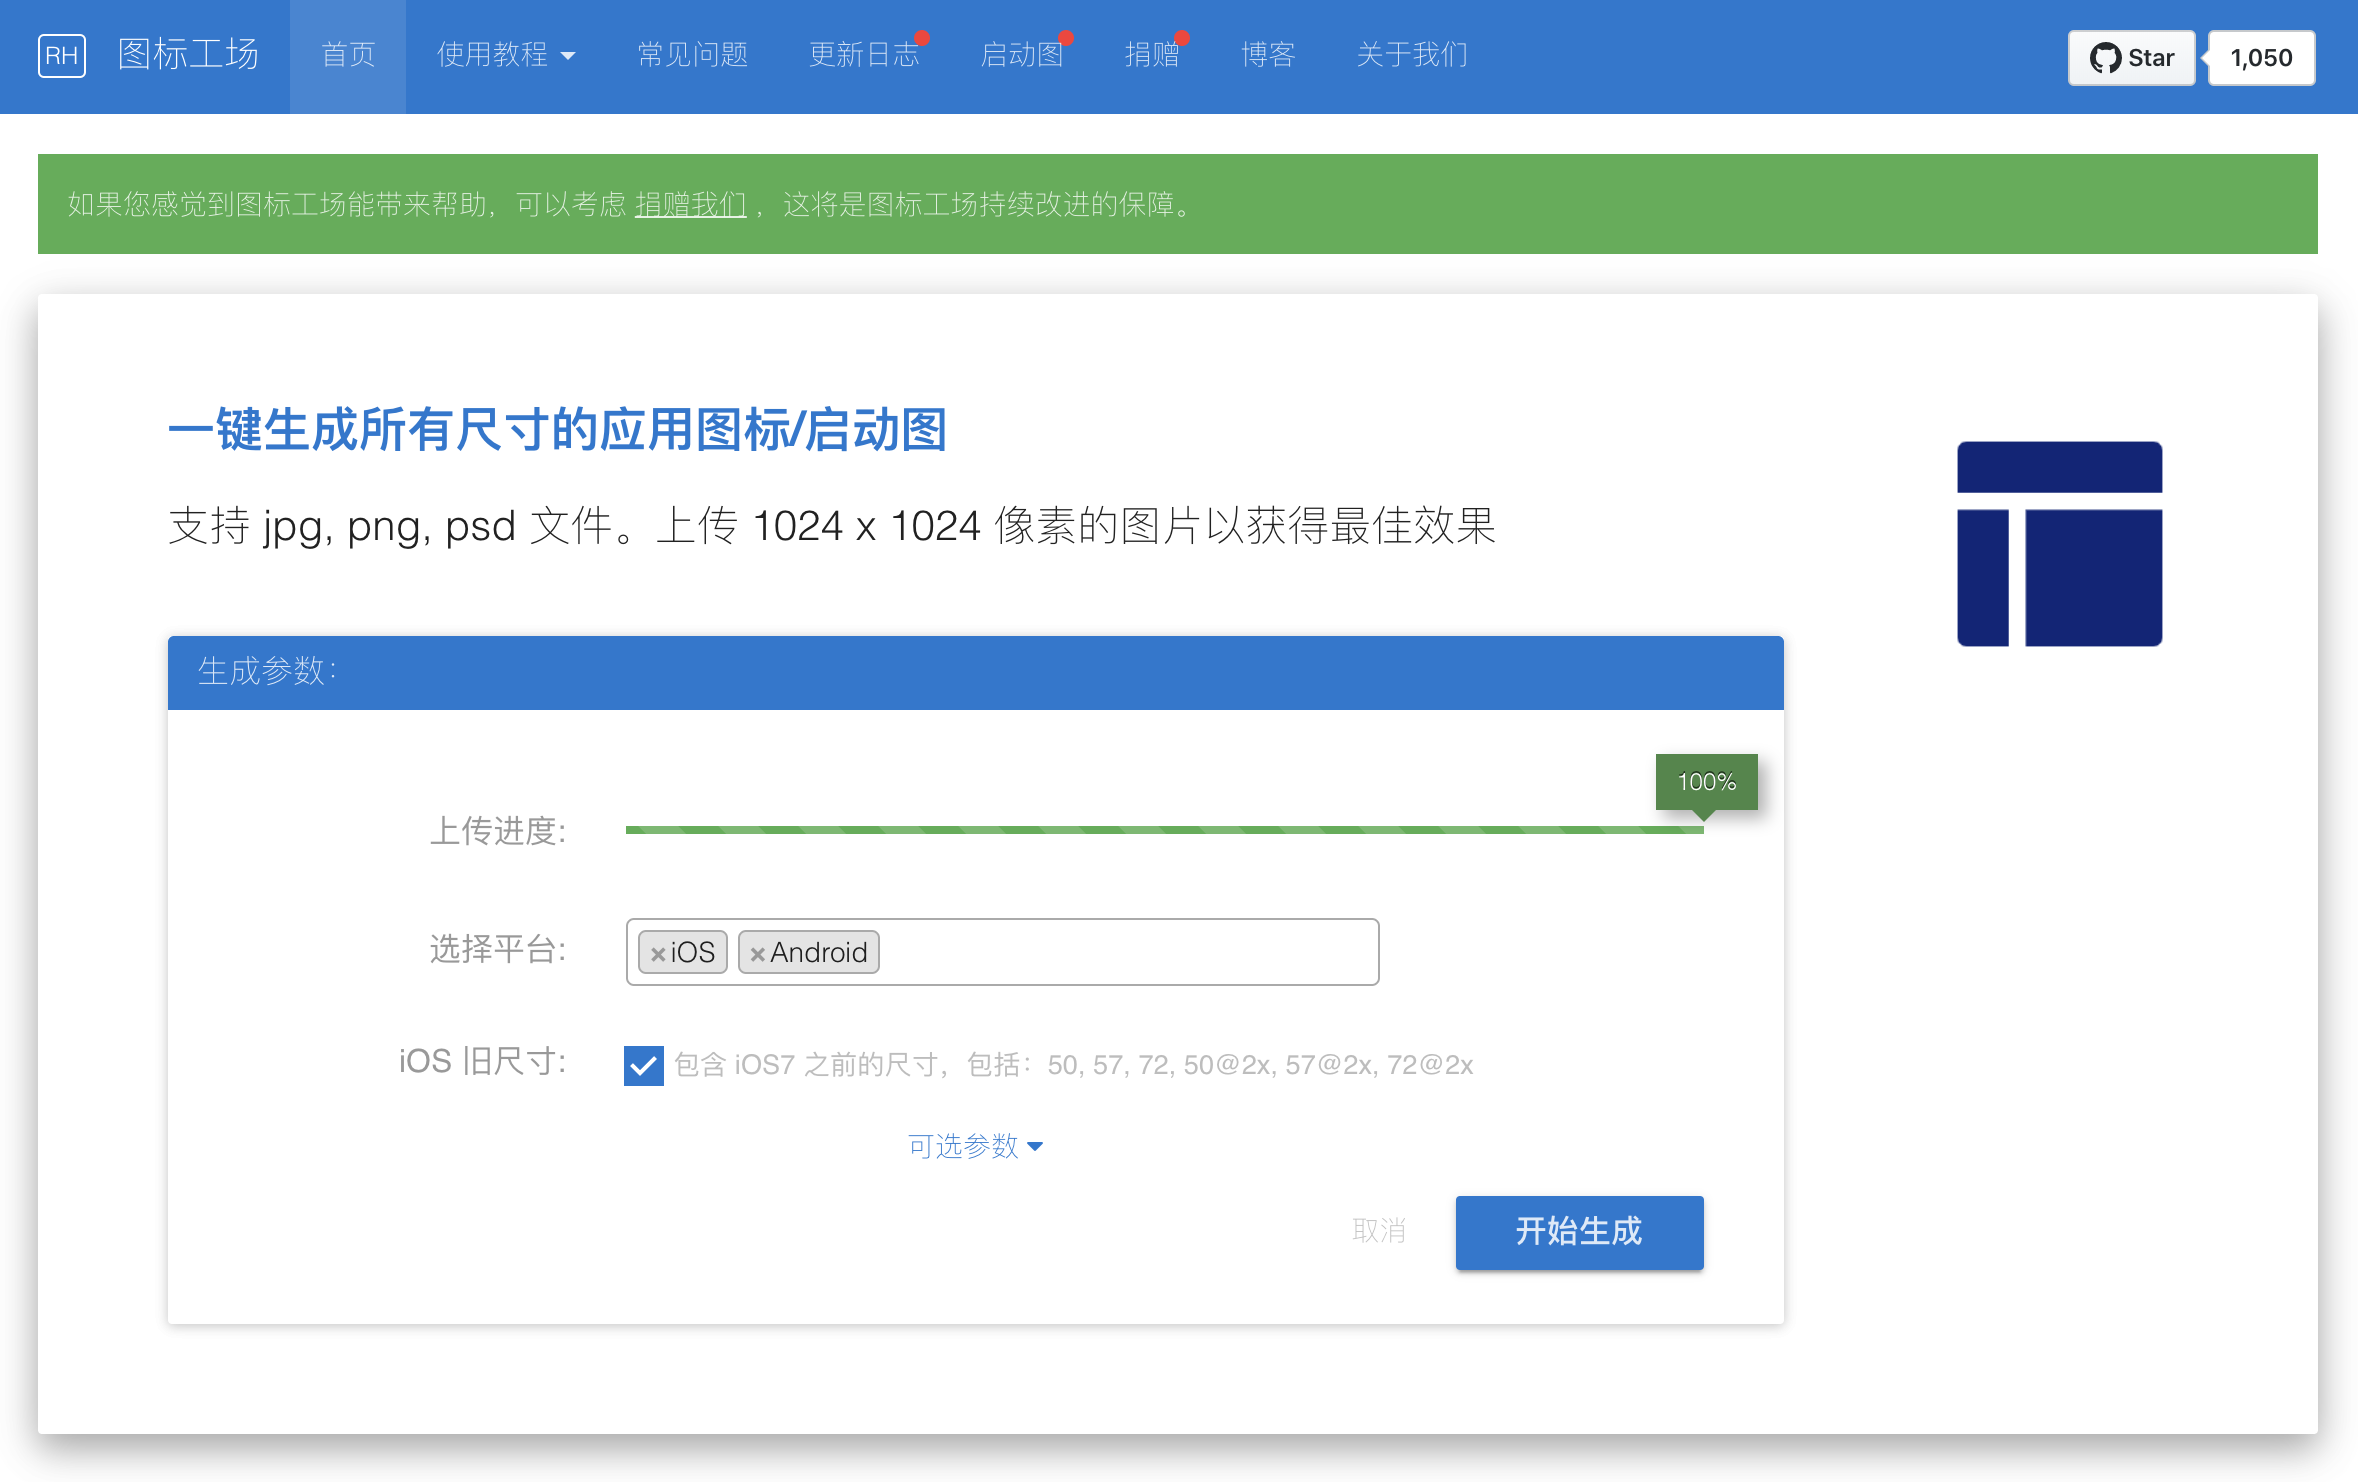 RH 图标工场 首页 使用教程 常见问题 更新日志 启动图 捐赠 博客 关于我们 Star 1,050
如果您感觉到图标工场能带来帮助，可以考虑 捐赠我们 ，这将是图标工场持续改进的保障。
一键生成所有尺寸的应用图标/启动图
支持 jpg, png, psd 文件。上传 1024 x 1024 像素的图片以获得最佳效果
生成参数：
100%
上传进度:
选择平台: ×iOS ×Android
iOS 旧尺寸: 包含 iOS7 之前的尺寸，包括：50, 57, 72, 50@2x, 57@2x, 72@2x
可选参数
取消 开始生成